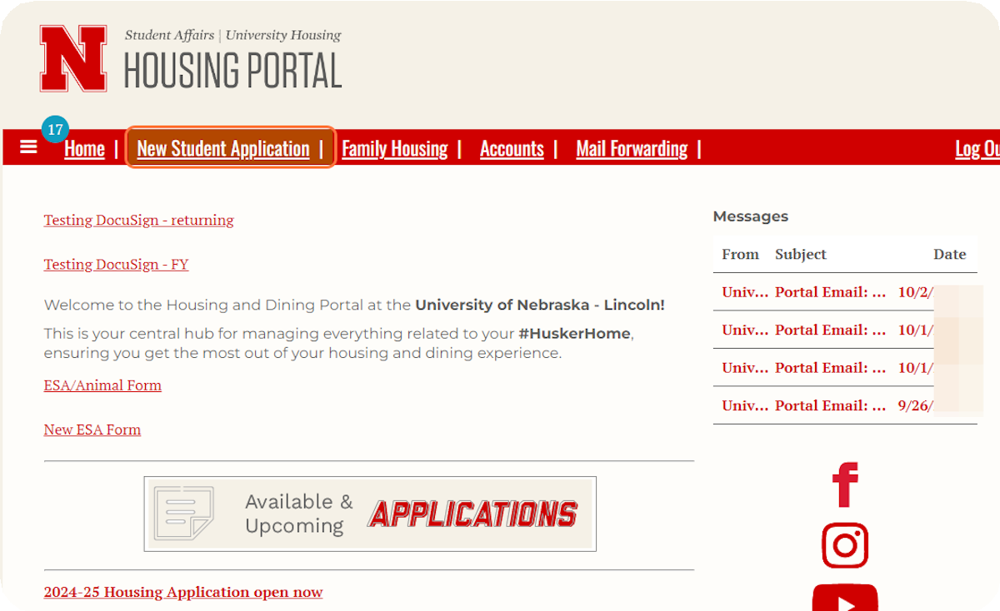 N
Student Affairs | University Housing
HOUSING PORTAL
17
Home | New Student Application | Family Housing | Accounts | Mail Forwarding |
Log Ou
Testing DocuSign - returning
Testing DocuSign - FY
Welcome to the Housing and Dining Portal at the University of Nebraska - Lincoln!
This is your central hub for managing everything related to your #HuskerHome,
ensuring you get the most out of your housing and dining experience.
ESA/Animal Form
New ESA Form
Available &
Upcoming
APPLICATIONS
2024-25 Housing Application open now
Messages
From Subject Date
Univ... Portal Email: ... 10/2/
Univ... Portal Email: ... 10/1/
Univ... Portal Email: ... 10/1/
Univ... Portal Email: ... 9/26/